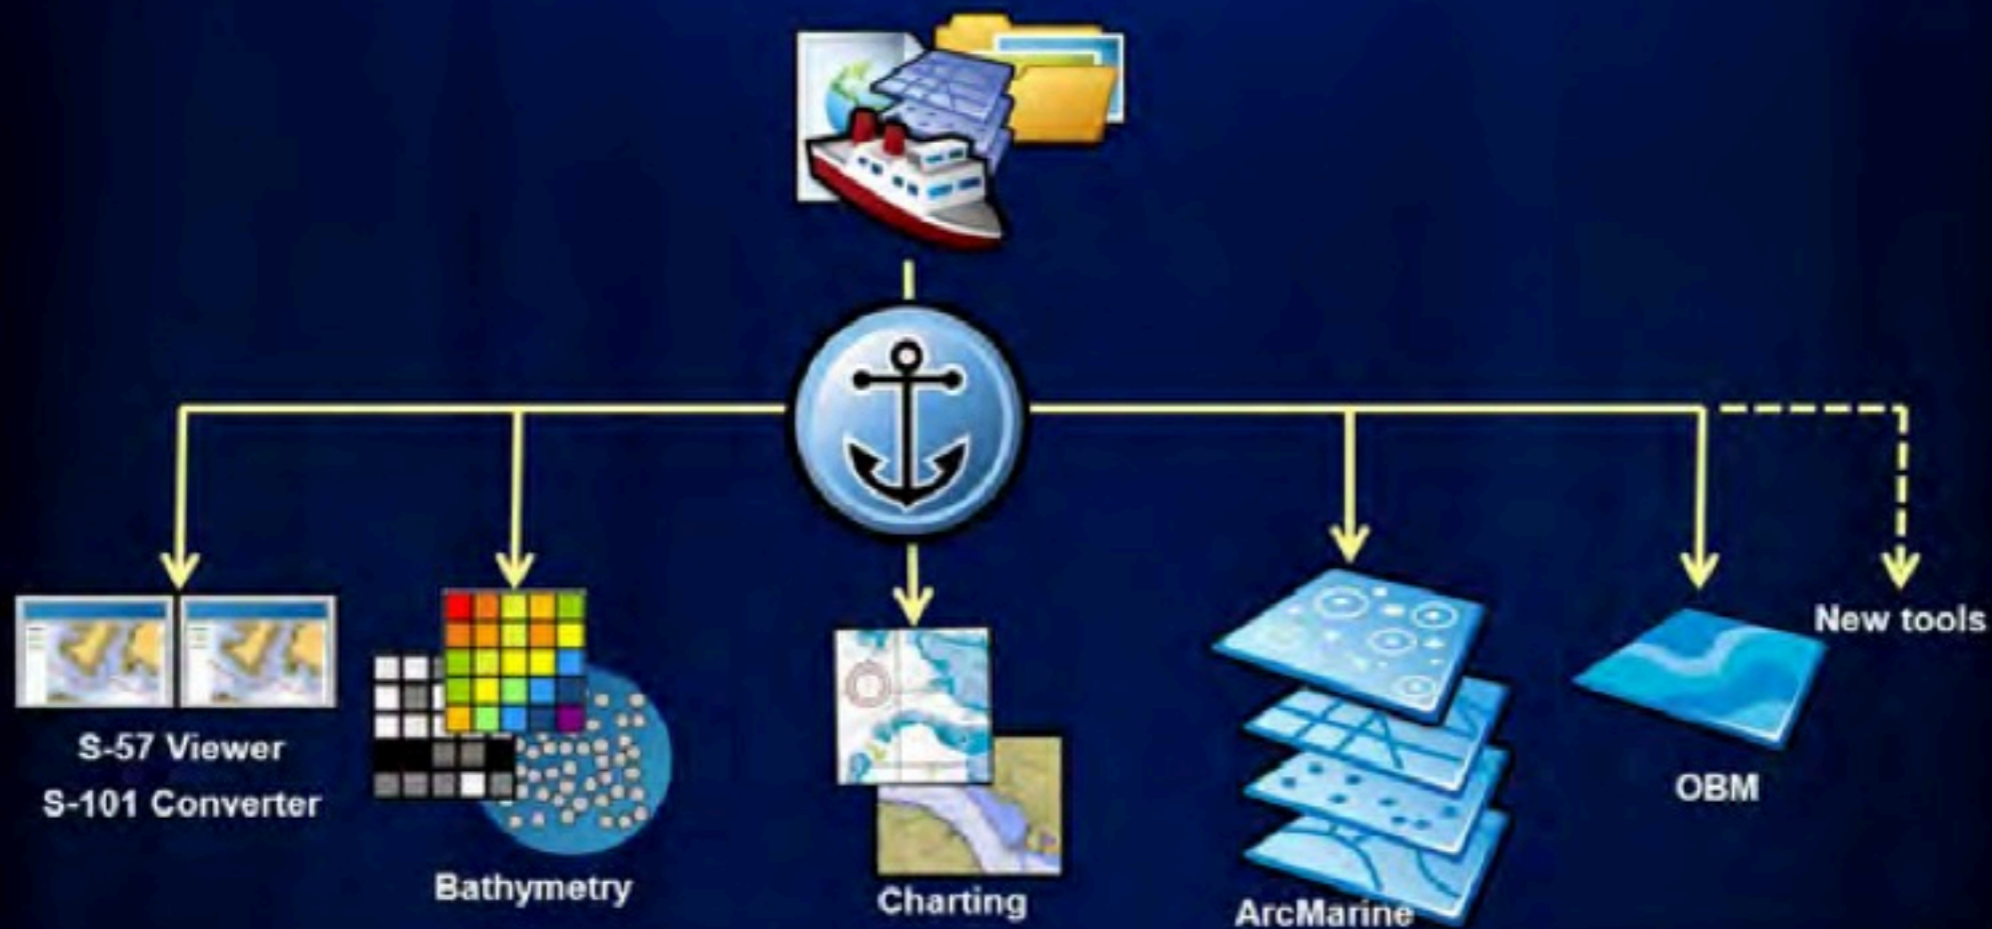 S-57 Viewer
S-101 Converter
Bathymetry
Charting
ArcMarine
OBM
New tools